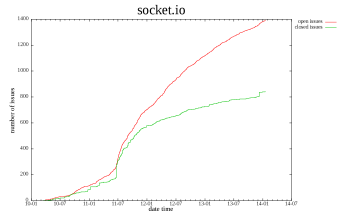 socket.io
open issues
closed issues
1400
1200
1000
800
600
400
200
0
number of issues
10-01 10-07 11-01 11-07 12-01 12-07 13-01 13-07 14-01 14-07
date time